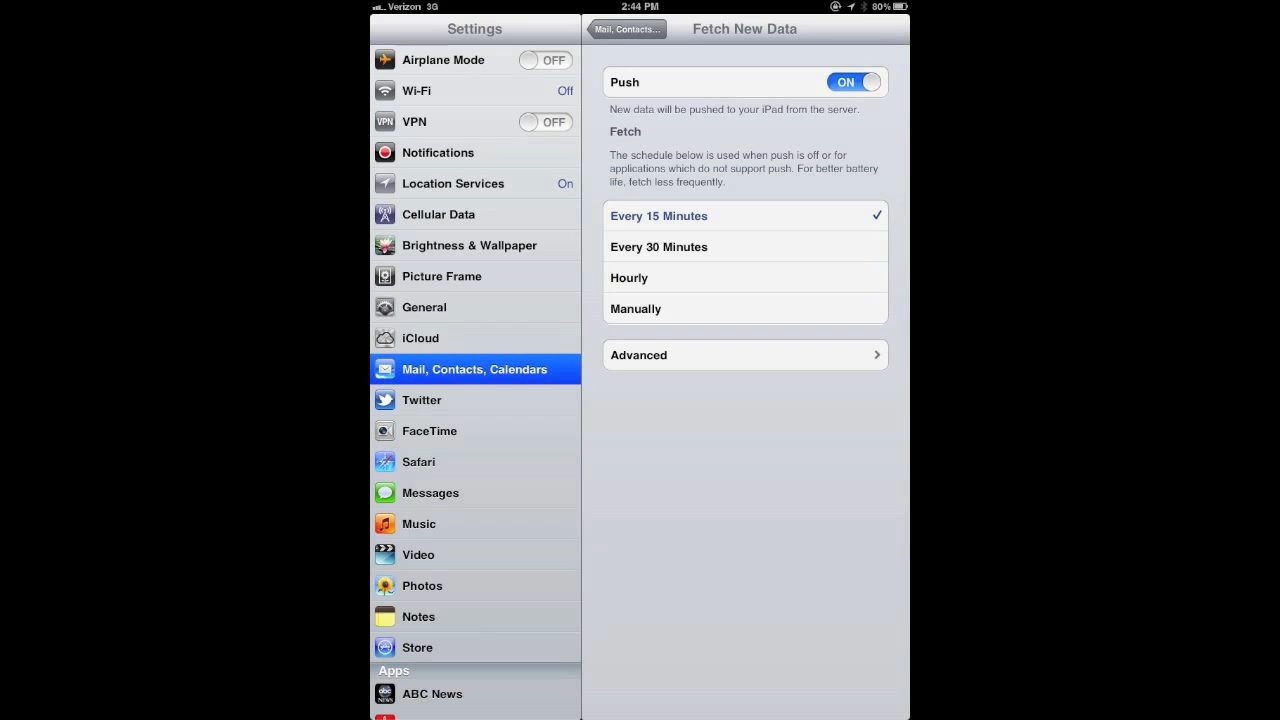 Verizon 3G 2:44 PM 80%
Settings
Airplane Mode OFF
Wi-Fi Off
VPN VPN OFF
Notifications
Location Services On
Cellular Data
Brightness & Wallpaper
Picture Frame
General
iCloud
Mail, Contacts, Calendars
Twitter
FaceTime
Safari
Messages
Music
Video
Photos
Notes
Store
Apps
abc NEWS ABC News
Mail, Contacts... Fetch New Data
Push ON
New data will be pushed to your iPad from the server.
Fetch
The schedule below is used when push is off or for
applications which do not support push. For better battery
life, fetch less frequently.
Every 15 Minutes
Every 30 Minutes
Hourly
Manually
Advanced